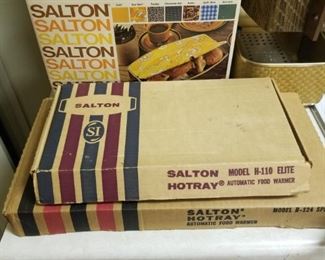 SALTON
SALTON
SALTON
SALTON
SALTON
SALTON
SALTON
SI
SALTON MODEL H-110 ELITE
HOTRAY® AUTOMATIC FOOD WARMER
SALTON®
HOTRAY®
AUTOMATIC FOOD WARMER
MODEL H-124